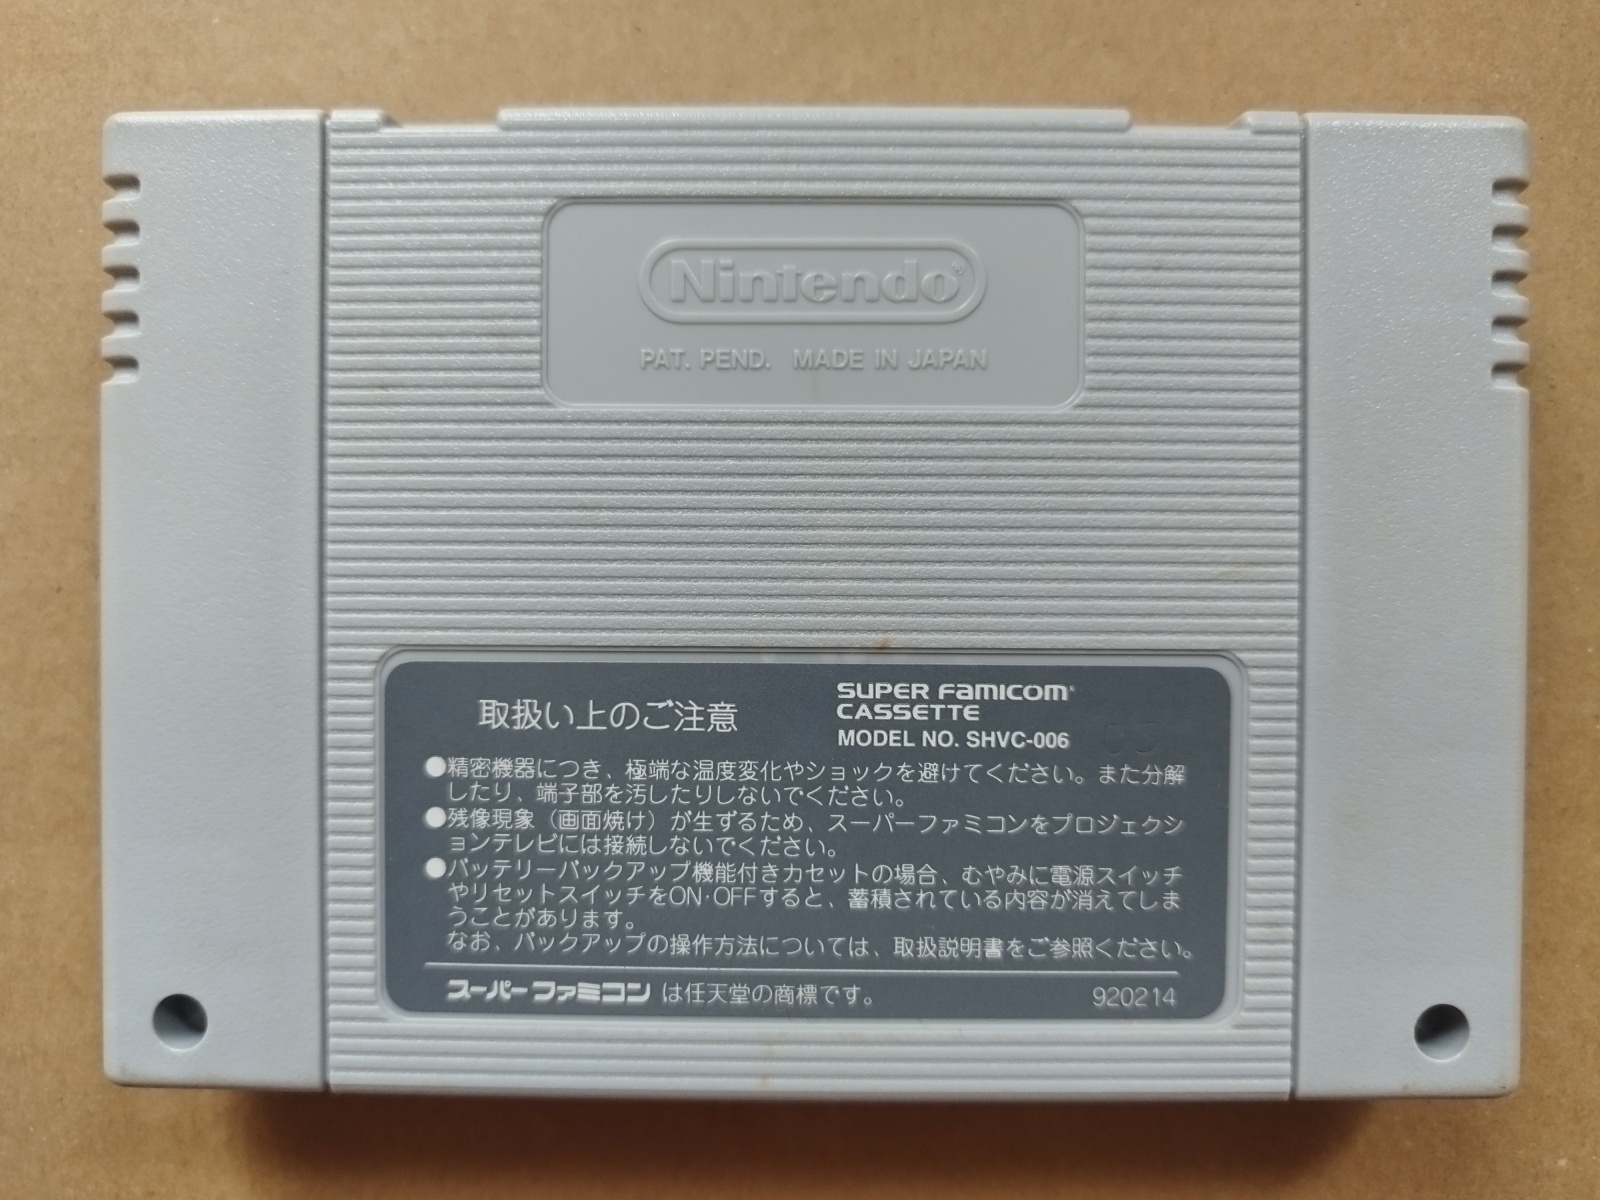 Nintendo®
PAT. PEND. MADE IN JAPAN
取扱い上のご注意
SUPER FAMICOM
CASSETTE
MODEL NO. SHVC-006
●精密機器につき、極端な温度変化やショックを避けてください。また分解
したり、端子部を汚したりしないでください。
●残像現象（画面焼け）が生ずるため、スーパーファミコンをプロジェクシ
ョンテレビには接続しないでください。
●バッテリーバックアップ機能付きカセットの場合、むやみに電源スイッチ
やリセットスイッチをON·OFFすると、蓄積されている内容が消えてしま
うことがあります。
なお、バックアップの操作方法については、取扱説明書をご参照ください。
スーパーファミコン は任天堂の商標です。
920214